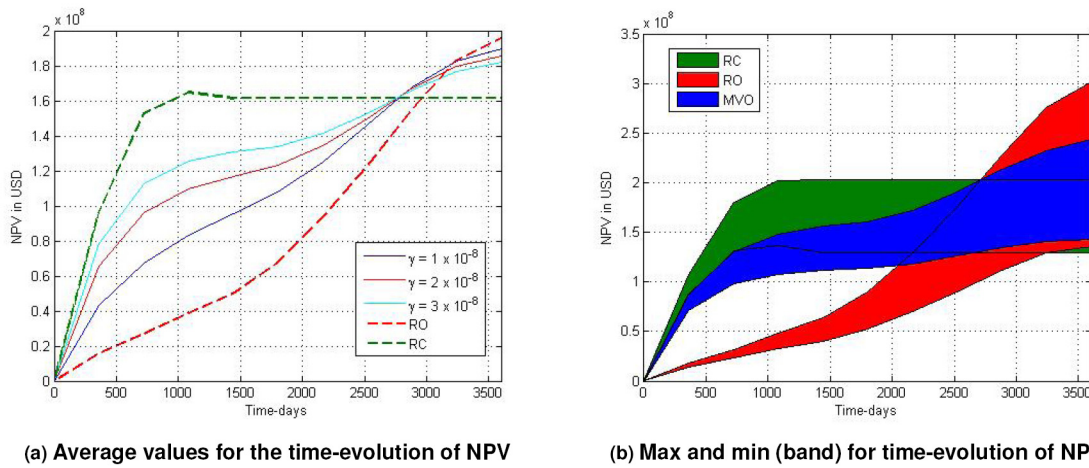 x 10^8
2
1.8
1.6
1.4
1.2
1
0.8
0.6
0.4
0.2
0
NPV in USD
γ = 1 x 10^-8
γ = 2 x 10^-8
γ = 3 x 10^-8
RO
RC
0 500 1000 1500 2000 2500 3000 3500
Time-days
(a) Average values for the time-evolution of NPV
x 10^8
3.5
3
2.5
2
1.5
1
0.5
0
NPV in USD
RC
RO
MVO
0 500 1000 1500 2000 2500 3000 3500
Time-days
(b) Max and min (band) for time-evolution of NP